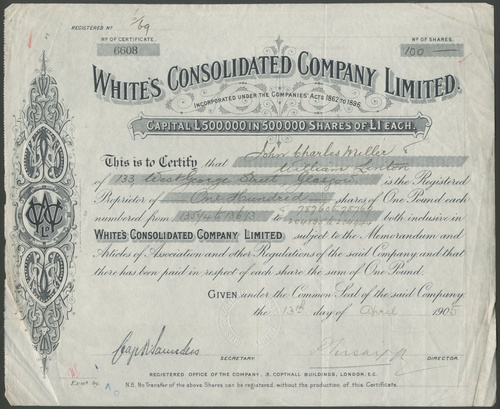 REGISTERED Nº 769
Nº OF CERTIFICATE.
6608
Nº OF SHARES.
100
WHITE'S CONSOLIDATED COMPANY LIMITED.
INCORPORATED UNDER THE COMPANIES' ACTS 1862 TO 1896.
CAPITAL £500,000 IN 500,000 SHARES OF £1 EACH.
This is to Certify that John Charles Miller &
William Linton
of 133, West George Street, Glasgow is the Registered
Proprietor of One Hundred shares of One Pound each
numbered from to both inclusive in
WHITE'S CONSOLIDATED COMPANY LIMITED subject to the Memorandum and
Articles of Association and other Regulations of the said Company, and that
there has been paid in respect of each share the sum of One Pound.
GIVEN under the Common Seal of the said Company
the 13th day of April 1905
Saunders
SECRETARY.
DIRECTOR.
REGISTERED OFFICE OF THE COMPANY, 3, COPTHALL BUILDINGS, LONDON, E.C.
Examd. by
N.B. No Transfer of the above Shares can be registered without the production of this Certificate.